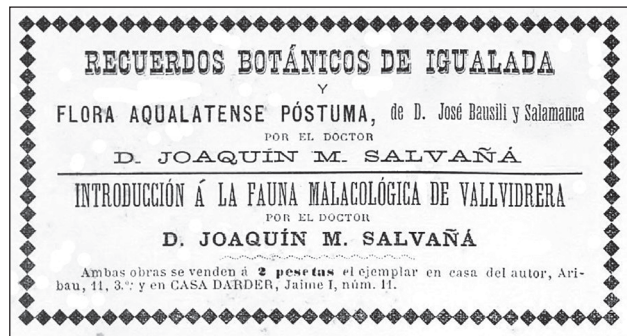 RECUERDOS BOTÁNICOS DE IGUALADA
Y
FLORA AQUALATENSE PÓSTUMA, de D. José Bausili y Salamanca
POR EL DOCTOR
D. JOAQUÍN M. SALVAÑÁ
INTRODUCCIÓN Á LA FAUNA MALACOLÓGICA DE VALLVIDRERA
POR EL DOCTOR
D. JOAQUÍN M. SALVAÑÁ
Ambas obras se venden á 2 pesetas el ejemplar en casa del autor, Ari-
bau, 11, 3.º; y en CASA DARDER, Jaime I, núm. 11.